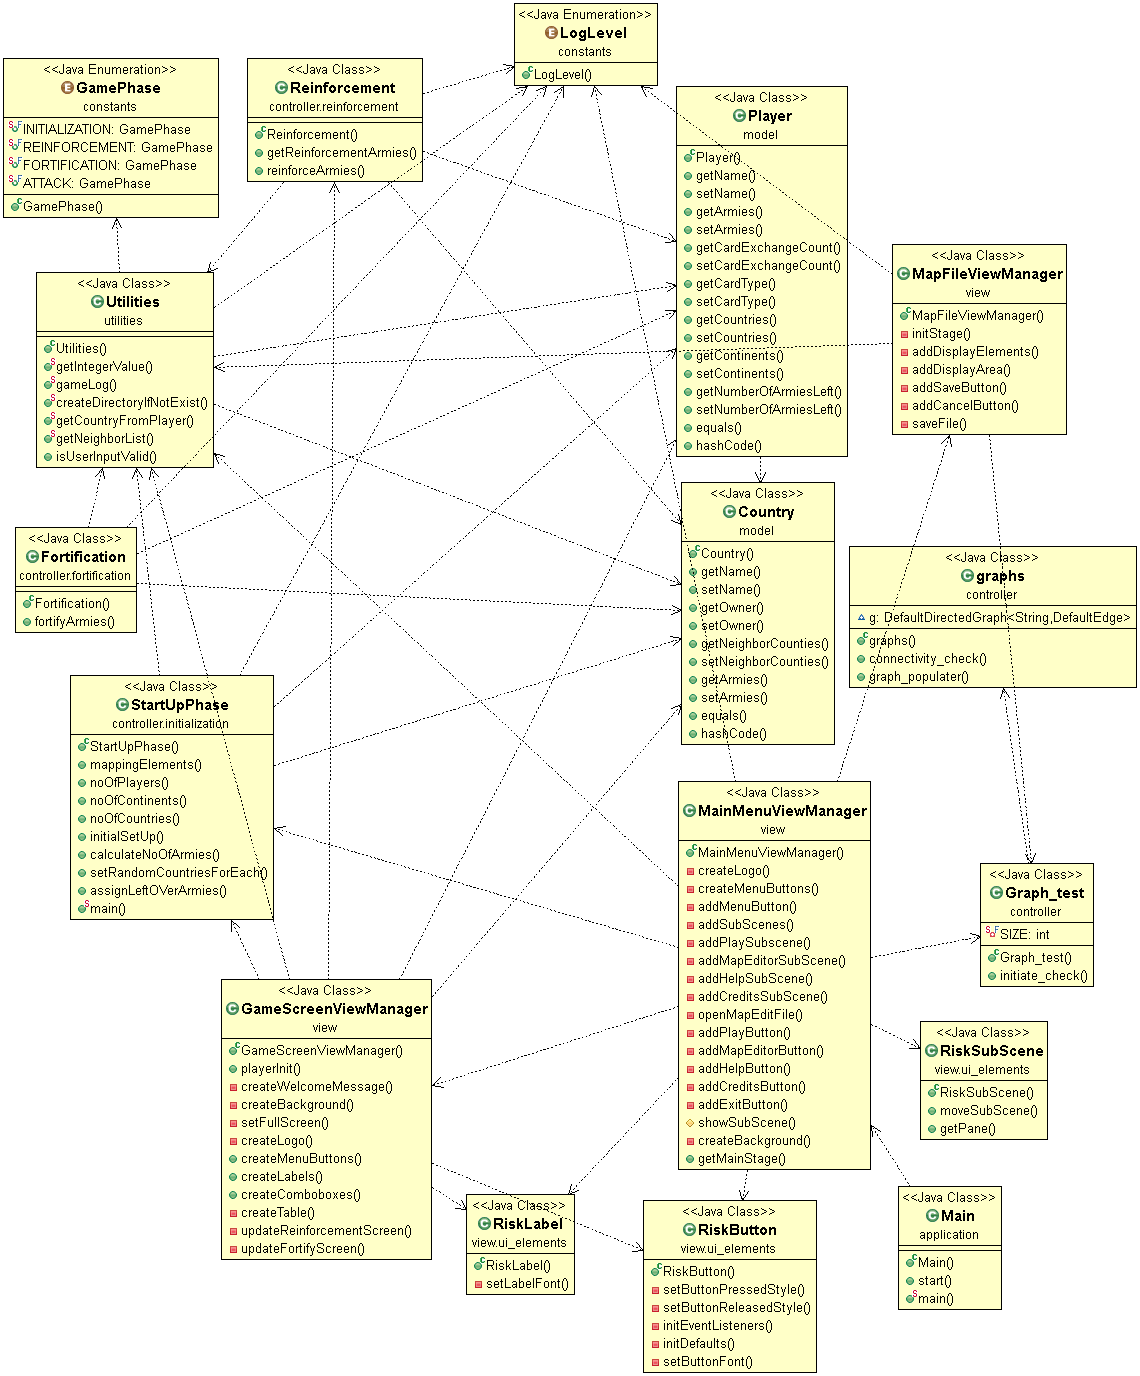 <<Java Enumeration>>
LogLevel
constants
LogLevel()
<<Java Enumeration>>
GamePhase
constants
INITIALIZATION: GamePhase
REINFORCEMENT: GamePhase
FORTIFICATION: GamePhase
ATTACK: GamePhase
GamePhase()
<<Java Class>>
Reinforcement
controller.reinforcement
Reinforcement()
getReinforcementArmies()
reinforceArmies()
<<Java Class>>
Player
model
Player()
getName()
setName()
getArmies()
setArmies()
getCardExchangeCount()
setCardExchangeCount()
getCardType()
setCardType()
getCountries()
setCountries()
getContinents()
setContinents()
getNumberOfArmiesLeft()
setNumberOfArmiesLeft()
equals()
hashCode()
<<Java Class>>
MapFileViewManager
view
MapFileViewManager()
initStage()
addDisplayElements()
addDisplayArea()
addSaveButton()
addCancelButton()
saveFile()
<<Java Class>>
Utilities
utilities
Utilities()
getIntegerValue()
gameLog()
createDirectoryIfNotExist()
getCountryFromPlayer()
getNeighborList()
isUserInputValid()
<<Java Class>>
Country
model
Country()
getName()
setName()
getOwner()
setOwner()
getNeighborCounties()
setNeighborCounties()
getArmies()
setArmies()
equals()
hashCode()
<<Java Class>>
Fortification
controller.fortification
Fortification()
fortifyArmies()
<<Java Class>>
graphs
controller
g: DefaultDirectedGraph<String,DefaultEdge>
graphs()
connectivity_check()
graph_populater()
<<Java Class>>
StartUpPhase
controller.initialization
StartUpPhase()
mappingElements()
noOfPlayers()
noOfContinents()
noOfCountries()
initialSetUp()
calculateNoOfArmies()
setRandomCountriesForEach()
assignLeftOVerArmies()
main()
<<Java Class>>
MainMenuViewManager
view
MainMenuViewManager()
createLogo()
createMenuButtons()
addMenuButton()
addSubScenes()
addPlaySubscene()
addMapEditorSubScene()
addHelpSubScene()
addCreditsSubScene()
openMapEditFile()
addPlayButton()
addMapEditorButton()
addHelpButton()
addCreditsButton()
addExitButton()
showSubScene()
createBackground()
getMainStage()
<<Java Class>>
Graph_test
controller
SIZE: int
Graph_test()
initiate_check()
<<Java Class>>
GameScreenViewManager
view
GameScreenViewManager()
playerInit()
createWelcomeMessage()
createBackground()
setFullScreen()
createLogo()
createMenuButtons()
createLabels()
createComboboxes()
createTable()
updateReinforcementScreen()
updateFortifyScreen()
<<Java Class>>
RiskSubScene
view.ui_elements
RiskSubScene()
moveSubScene()
getPane()
<<Java Class>>
RiskLabel
view.ui_elements
RiskLabel()
setLabelFont()
<<Java Class>>
RiskButton
view.ui_elements
RiskButton()
setButtonPressedStyle()
setButtonReleasedStyle()
initEventListeners()
initDefaults()
setButtonFont()
<<Java Class>>
Main
application
Main()
start()
main()